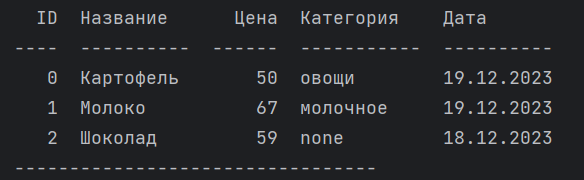 ID  Название      Цена  Категория    Дата
----  ----------  ------  -----------  ----------
0  Картофель       50  овощи        19.12.2023
1  Молоко          67  молочное     19.12.2023
2  Шоколад         59  none         18.12.2023
---------------------------------